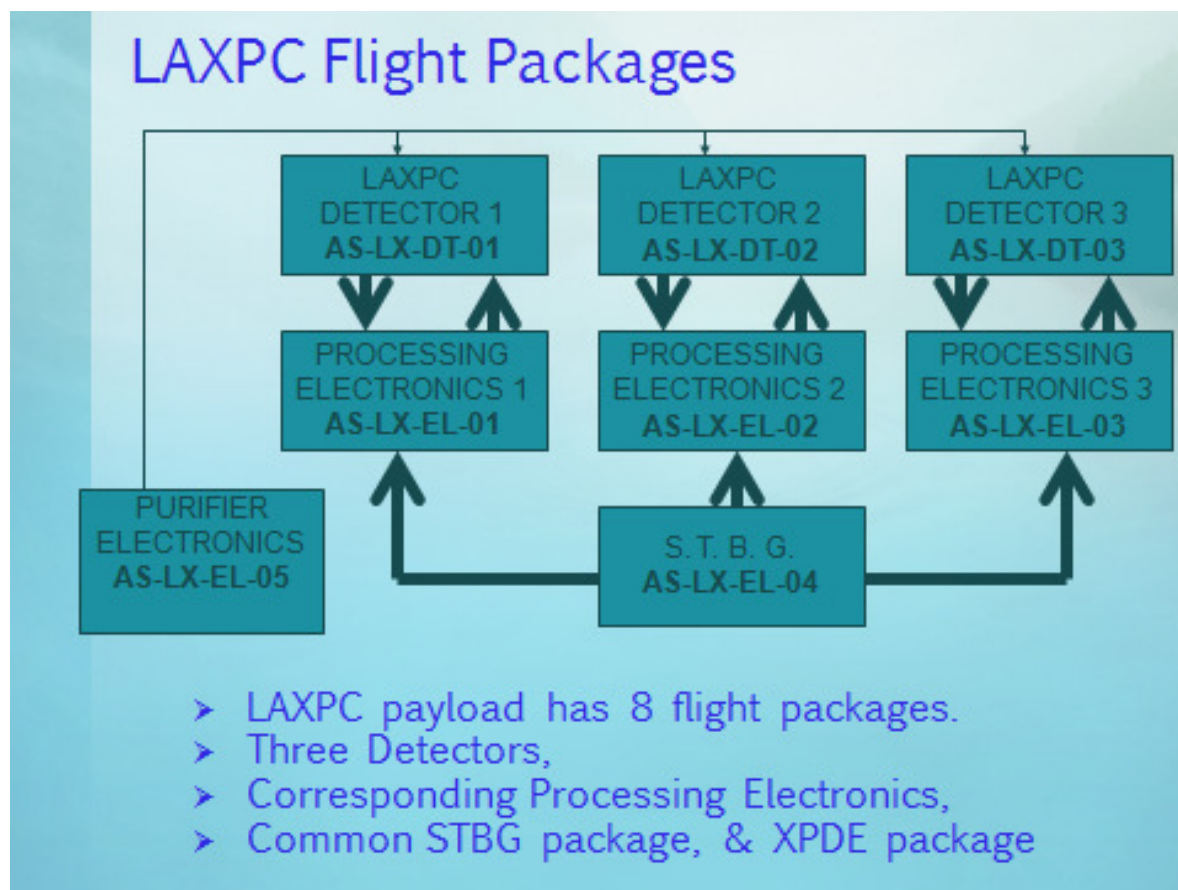 LAXPC Flight Packages
LAXPC
DETECTOR 1
AS-LX-DT-01
LAXPC
DETECTOR 2
AS-LX-DT-02
LAXPC
DETECTOR 3
AS-LX-DT-03
PROCESSING
ELECTRONICS 1
AS-LX-EL-01
PROCESSING
ELECTRONICS 2
AS-LX-EL-02
PROCESSING
ELECTRONICS 3
AS-LX-EL-03
PURIFIER
ELECTRONICS
AS-LX-EL-05
S. T. B. G.
AS-LX-EL-04
➢ LAXPC payload has 8 flight packages.
➢ Three Detectors,
➢ Corresponding Processing Electronics,
➢ Common STBG package, & XPDE package